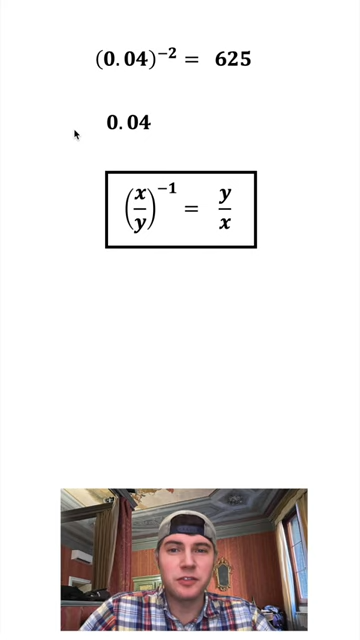 (0.04)⁻² = 625
0.04
(x/y)⁻¹ = y/x